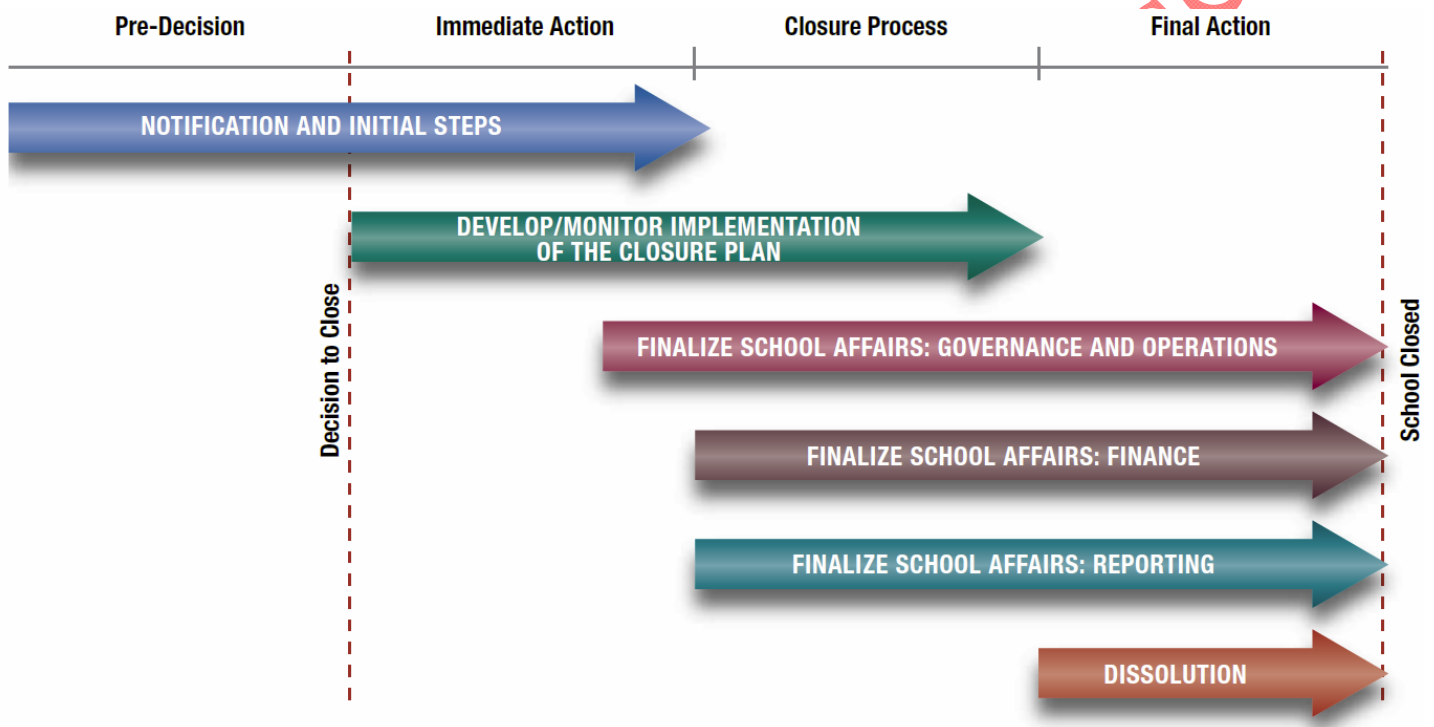 Pre-Decision
Immediate Action
Closure Process
Final Action
NOTIFICATION AND INITIAL STEPS
DEVELOP/MONITOR IMPLEMENTATION
OF THE CLOSURE PLAN
Decision to Close
FINALIZE SCHOOL AFFAIRS: GOVERNANCE AND OPERATIONS
School Closed
FINALIZE SCHOOL AFFAIRS: FINANCE
FINALIZE SCHOOL AFFAIRS: REPORTING
DISSOLUTION